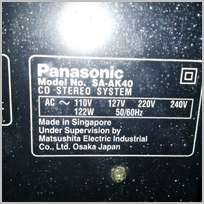 Panasonic
Model No. SA-AK40
CD STEREO SYSTEM
AC ~ 110V 127V 220V 240V
122W 50/60Hz
Made in Singapore
Under Supervision by
Matsushita Electric Industrial
Co., Ltd. Osaka Japan